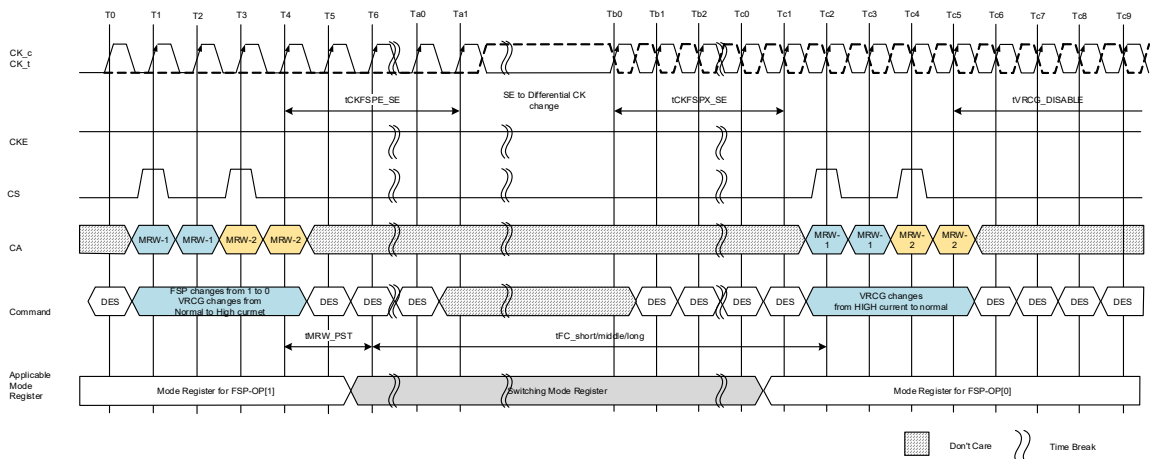 T0 T1 T2 T3 T4 T5 T6 Ta0 Ta1 Tb0 Tb1 Tb2 Tc0 Tc1 Tc2 Tc3 Tc4 Tc5 Tc6 Tc7 Tc8 Tc9
CK_c
CK_t
tCKFSPE_SE
SE to Differential CK
change
tCKFSPX_SE
tVRCG_DISABLE
CKE
CS
CA
MRW-1 MRW-1 MRW-2 MRW-2
MRW-
1
MRW-
1
MRW-
2
MRW-
2
Command
DES
FSP changes from 1 to 0
VRCG changes from
Normal to High curmet
DES DES DES DES DES DES DES
VRCG changes
from HIGH current to normal
DES DES DES DES
tMRW_PST
tFC_short/middle/long
Applicable
Mode
Register
Mode Register for FSP-OP[1]
Switching Mode Register
Mode Register for FSP-OP[0]
Don't Care
Time Break